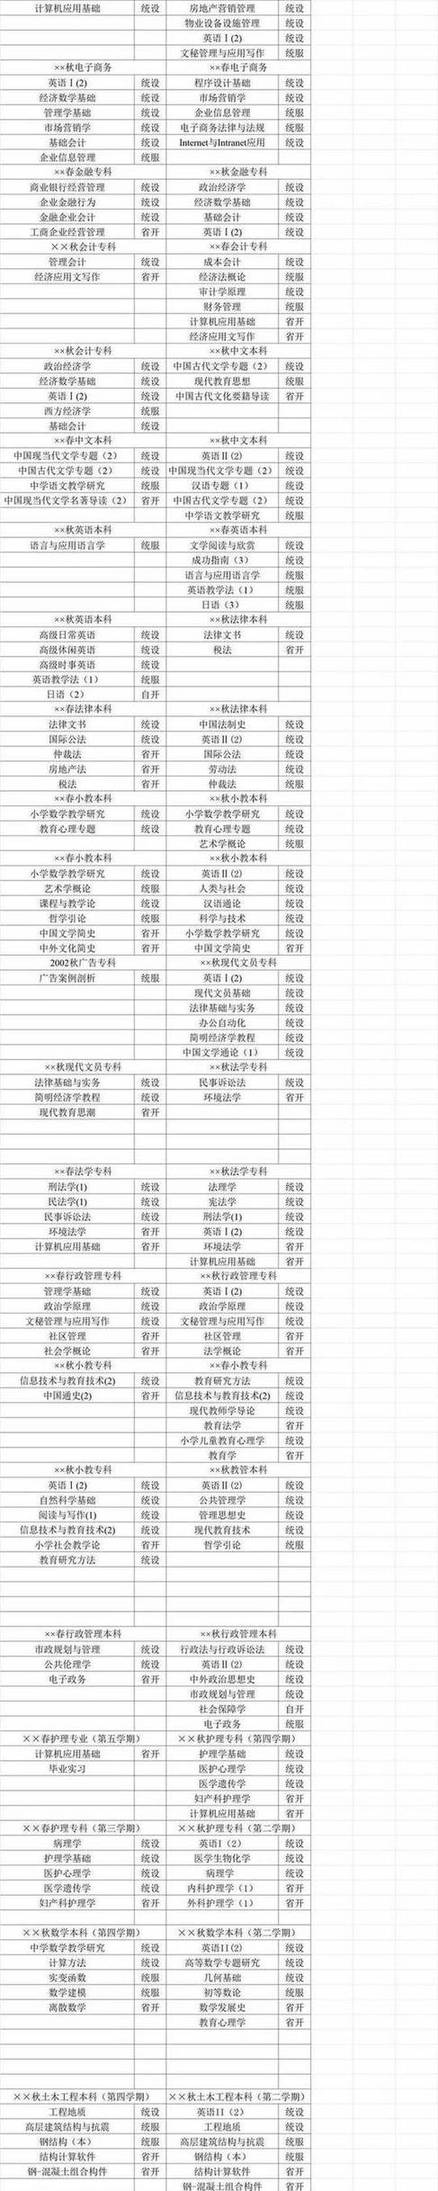 计算机应用基础 统设 房地产营销管理 统设
物业设备设施管理 统设
英语Ⅰ(2) 统设
文秘管理与应用写作 统服
××秋电子商务 ××春电子商务
英语Ⅰ(2) 统设 程序设计基础 统设
经济数学基础 统设 市场营销学 统设
管理学基础 统设 企业信息管理 统服
市场营销学 统设 电子商务法律与法规 统服
基础会计 统设 Internet与Intranet应用 统设
企业信息管理 统服
××春金融专科 ××秋金融专科
商业银行经营管理 统设 政治经济学 统设
企业金融行为 统设 经济数学基础 统设
金融企业会计 统设 基础会计 统设
工商企业经营管理 省开 英语Ⅰ(2) 统设
××秋会计专科 ××春会计专科
管理会计 统设 成本会计 统设
经济应用文写作 省开 经济法概论 统服
审计学原理 统设
财务管理 统服
计算机应用基础 省开
经济应用文写作 省开
××秋会计专科 ××秋中文本科
政治经济学 统设 中国古代文学专题（2） 统设
经济数学基础 统设 现代教育思想 统服
英语Ⅰ(2) 统设 中国古代文化要籍导读 省开
西方经济学 统服
基础会计 统设
××春中文本科 ××秋中文本科
中国现当代文学专题（2） 统设 英语Ⅱ(2) 统设
中国古代文学专题（2） 统设 中国现当代文学专题（2） 统设
中学语文教学研究 统服 汉语专题（1） 统设
中国现当代文学名著导读（2） 省开 中国古代文学专题（2） 统设
中学语文教学研究 统服
××秋英语本科 ××春英语本科
语言与应用语言学 统服 文学阅读与欣赏 统设
成功指南（3） 统设
语言与应用语言学 统服
英语教学法（1） 统服
日语（3） 统服
××秋英语本科 ××秋法律本科
高级日常英语 统设 法律文书 统设
高级休闲英语 统设 税法 省开
高级时事英语 统设
英语教学法（1） 统服
日语（2） 自开
××春法律本科 ××秋法律本科
法律文书 统设 中国法制史 统设
国际公法 统设 英语Ⅱ(2) 统设
仲裁法 省开 国际公法 统设
房地产法 省开 劳动法 统设
税法 省开 仲裁法 统服
××春小教本科 ××秋小教本科
小学数学教学研究 统设 小学数学教学研究 统设
教育心理专题 统设 教育心理专题 统设
艺术学概论 统服
××春小教本科 ××秋小教本科
小学数学教学研究 统设 英语Ⅱ(2) 统设
艺术学概论 统服 人类与社会 统设
课程与教学论 统设 汉语通论 统设
哲学引论 统服 科学与技术 统设
中国文学简史 省开 小学数学教学研究 统设
中外文化简史 省开 中国文学简史 省开
2002秋广告专科 ××秋现代文员专科
广告案例剖析 统服 英语Ⅰ(2) 统设
现代文员基础 统设
法律基础与实务 统设
办公自动化 统设
简明经济学教程 统设
中国文学通论（1） 统设
××秋现代文员专科 ××秋法学专科
法律基础与实务 统设 民事诉讼法 统设
简明经济学教程 统设 环境法学 省开
现代教育思潮 省开
××春法学专科 ××秋法学专科
刑法学(1) 统设 法理学 统设
民法学(1) 统设 宪法学 统设
民事诉讼法 统设 刑法学(1) 统设
环境法学 省开 英语Ⅰ(2) 统设
计算机应用基础 省开 环境法学 省开
计算机应用基础 省开
××春行政管理专科 ××秋行政管理专科
管理学基础 统设 英语Ⅰ(2) 统设
政治学原理 统设 政治学原理 统设
文秘管理与应用写作 统设 文秘管理与应用写作 统设
社区管理 省开 社区管理 省开
社会学概论 省开 法学概论 省开
××秋小教专科 ××春小教专科
信息技术与教育技术(2) 统设 教育研究方法 统设
中国通史(2) 省开 信息技术与教育技术(2) 统设
现代教师学导论 统设
教育法学 省开
小学儿童教育心理学 统设
教育学 省开
××秋小教专科 ××秋教管本科
英语Ⅰ(2) 统设 英语Ⅱ(2) 统设
自然科学基础 统设 公共管理学 统设
阅读与写作(1) 统设 管理思想史 统设
信息技术与教育技术(2) 统设 现代教育技术 统设
小学社会教学论 省开 哲学引论 统服
教育研究方法 统设
××春行政管理本科 ××秋行政管理本科
市政规划与管理 统设 行政法与行政诉讼法 统设
公共伦理学 统设 英语Ⅱ(2) 统设
电子政务 省开 中外政治思想史 统设
市政规划与管理 统设
社会保障学 自开
电子政务 统服
××春护理专业（第五学期） ××秋护理专科（第四学期）
计算机应用基础 省开 护理学基础 统设
毕业实习 医护心理学 统设
医学遗传学 统设
妇产科护理学 省开
计算机应用基础 省开
××春护理专科（第三学期） ××秋护理专科（第二学期）
病理学 统设 英语I（2） 统设
护理学基础 统设 医学生物化学 统设
医护心理学 统设 病理学 统设
医学遗传学 统设 内科护理学（1） 省开
妇产科护理学 省开 外科护理学（1） 省开
××秋数学本科（第四学期） ××秋数学本科（第二学期）
中学数学教学研究 统设 英语II(2) 统设
计算方法 统设 高等数学专题研究 统设
实变函数 统服 几何基础 统设
数学建模 统服 初等数论 统服
离散数学 省开 数学发展史 省开
教育心理学 省开
××秋土木工程本科（第四学期） ××秋土木工程本科（第二学期）
工程地质 统设 英语II（2） 统设
高层建筑结构与抗震 统服 工程地质 统设
钢结构（本） 统服 高层建筑结构与抗震 统服
结构计算软件 省开 钢结构（本） 统服
钢-混凝土组合构件 省开 结构计算软件 省开
钢-混凝土组合构件 省开